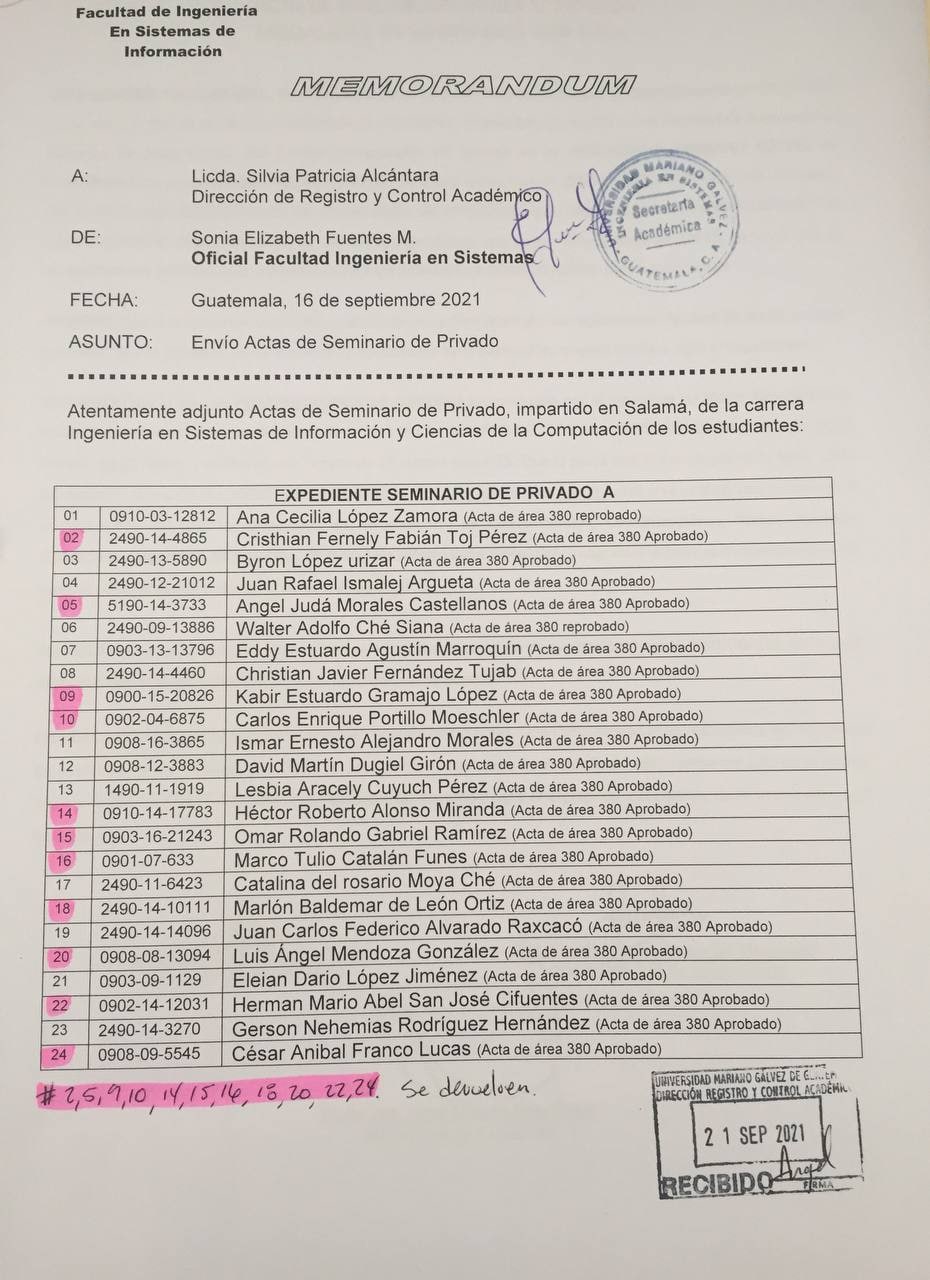 Facultad de Ingeniería
En Sistemas de
Información
MEMORANDUM
A: Licda. Silvia Patricia Alcántara
Dirección de Registro y Control Académico
DE: Sonia Elizabeth Fuentes M.
Oficial Facultad Ingeniería en Sistemas
UNIVERSIDAD MARIANO GALVEZ
INGENIERIA EN SISTEMAS
Secretaría
Académica
GUATEMALA, C. A.
FECHA: Guatemala, 16 de septiembre 2021
ASUNTO: Envío Actas de Seminario de Privado
Atentamente adjunto Actas de Seminario de Privado, impartido en Salamá, de la carrera
Ingeniería en Sistemas de Información y Ciencias de la Computación de los estudiantes:
EXPEDIENTE SEMINARIO DE PRIVADO A
01 0910-03-12812 Ana Cecilia López Zamora (Acta de área 380 reprobado)
02 2490-14-4865 Cristhian Fernely Fabián Toj Pérez (Acta de área 380 Aprobado)
03 2490-13-5890 Byron López urizar (Acta de área 380 Aprobado)
04 2490-12-21012 Juan Rafael Ismalej Argueta (Acta de área 380 Aprobado)
05 5190-14-3733 Angel Judá Morales Castellanos (Acta de área 380 Aprobado)
06 2490-09-13886 Walter Adolfo Ché Siana (Acta de área 380 reprobado)
07 0903-13-13796 Eddy Estuardo Agustín Marroquín (Acta de área 380 Aprobado)
08 2490-14-4460 Christian Javier Fernández Tujab (Acta de área 380 Aprobado)
09 0900-15-20826 Kabir Estuardo Gramajo López (Acta de área 380 Aprobado)
10 0902-04-6875 Carlos Enrique Portillo Moeschler (Acta de área 380 Aprobado)
11 0908-16-3865 Ismar Ernesto Alejandro Morales (Acta de área 380 Aprobado)
12 0908-12-3883 David Martín Dugiel Girón (Acta de área 380 Aprobado)
13 1490-11-1919 Lesbia Aracely Cuyuch Pérez (Acta de área 380 Aprobado)
14 0910-14-17783 Héctor Roberto Alonso Miranda (Acta de área 380 Aprobado)
15 0903-16-21243 Omar Rolando Gabriel Ramírez (Acta de área 380 Aprobado)
16 0901-07-633 Marco Tulio Catalán Funes (Acta de área 380 Aprobado)
17 2490-11-6423 Catalina del rosario Moya Ché (Acta de área 380 Aprobado)
18 2490-14-10111 Marlón Baldemar de León Ortiz (Acta de área 380 Aprobado)
19 2490-14-14096 Juan Carlos Federico Alvarado Raxcacó (Acta de área 380 Aprobado)
20 0908-08-13094 Luis Ángel Mendoza González (Acta de área 380 Aprobado)
21 0903-09-1129 Eleian Dario López Jiménez (Acta de área 380 Aprobado)
22 0902-14-12031 Herman Mario Abel San José Cifuentes (Acta de área 380 Aprobado)
23 2490-14-3270 Gerson Nehemias Rodríguez Hernández (Acta de área 380 Aprobado)
24 0908-09-5545 César Anibal Franco Lucas (Acta de área 380 Aprobado)
# 2,5,9,10,14,15,16,18,20,22,24. Se devuelven.
UNIVERSIDAD MARIANO GÁLVEZ DE
DIRECCIÓN REGISTRO Y CONTROL ACADÉMIC
21 SEP 2021
RECIBIDO Angel
FIRMA